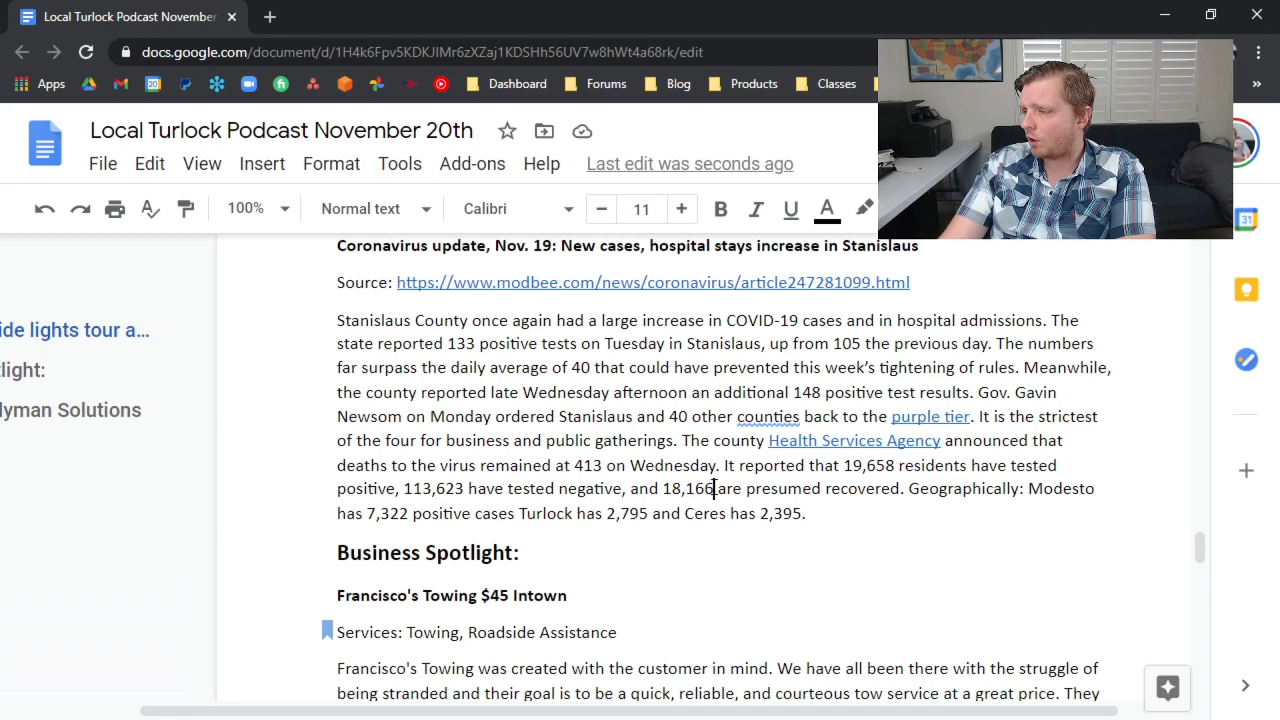 Local Turlock Podcast November
docs.google.com/document/d/1H4k6Fpv5KDKJIMr6zXZaj1KDSHh56UV7w8hWt4a68rk/edit
Apps
20
Dashboard
Forums
Blog
Products
Classes
Local Turlock Podcast November 20th
File Edit View Insert Format Tools Add-ons Help Last edit was seconds ago
100% Normal text Calibri 11 B I U A
31
ide lights tour a...
light:
lyman Solutions
Coronavirus update, Nov. 19: New cases, hospital stays increase in Stanislaus
Source: https://www.modbee.com/news/coronavirus/article247281099.html
Stanislaus County once again had a large increase in COVID-19 cases and in hospital admissions. The
state reported 133 positive tests on Tuesday in Stanislaus, up from 105 the previous day. The numbers
far surpass the daily average of 40 that could have prevented this week’s tightening of rules. Meanwhile,
the county reported late Wednesday afternoon an additional 148 positive test results. Gov. Gavin
Newsom on Monday ordered Stanislaus and 40 other counties back to the purple tier. It is the strictest
of the four for business and public gatherings. The county Health Services Agency announced that
deaths to the virus remained at 413 on Wednesday. It reported that 19,658 residents have tested
positive, 113,623 have tested negative, and 18,166 are presumed recovered. Geographically: Modesto
has 7,322 positive cases Turlock has 2,795 and Ceres has 2,395.
Business Spotlight:
Francisco's Towing $45 Intown
Services: Towing, Roadside Assistance
Francisco's Towing was created with the customer in mind. We have all been there with the struggle of
being stranded and their goal is to be a quick, reliable, and courteous tow service at a great price. They